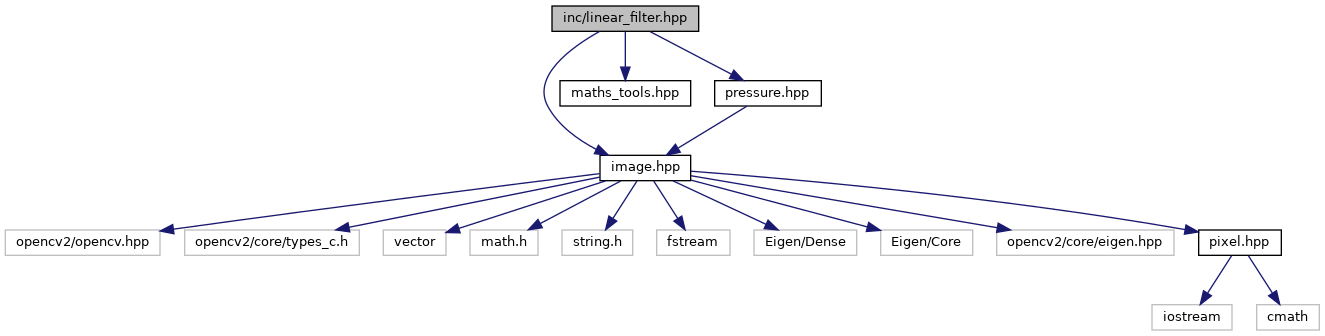 inc/linear_filter.hpp
maths_tools.hpp
pressure.hpp
image.hpp
opencv2/opencv.hpp
opencv2/core/types_c.h
vector
math.h
string.h
fstream
Eigen/Dense
Eigen/Core
opencv2/core/eigen.hpp
pixel.hpp
iostream
cmath